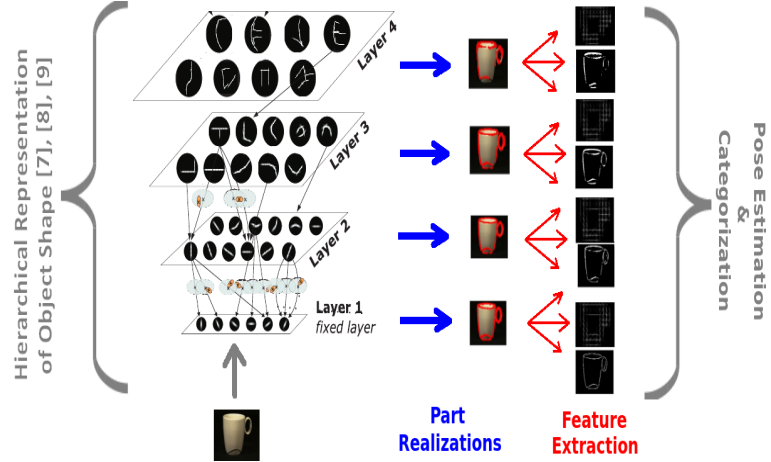 Hierarchical Representation
of Object Shape [7], [8], [9]
Layer 4
Layer 3
Layer 2
Layer 1
fixed layer
Part
Realizations
Feature
Extraction
Pose Estimation
&
Categorization